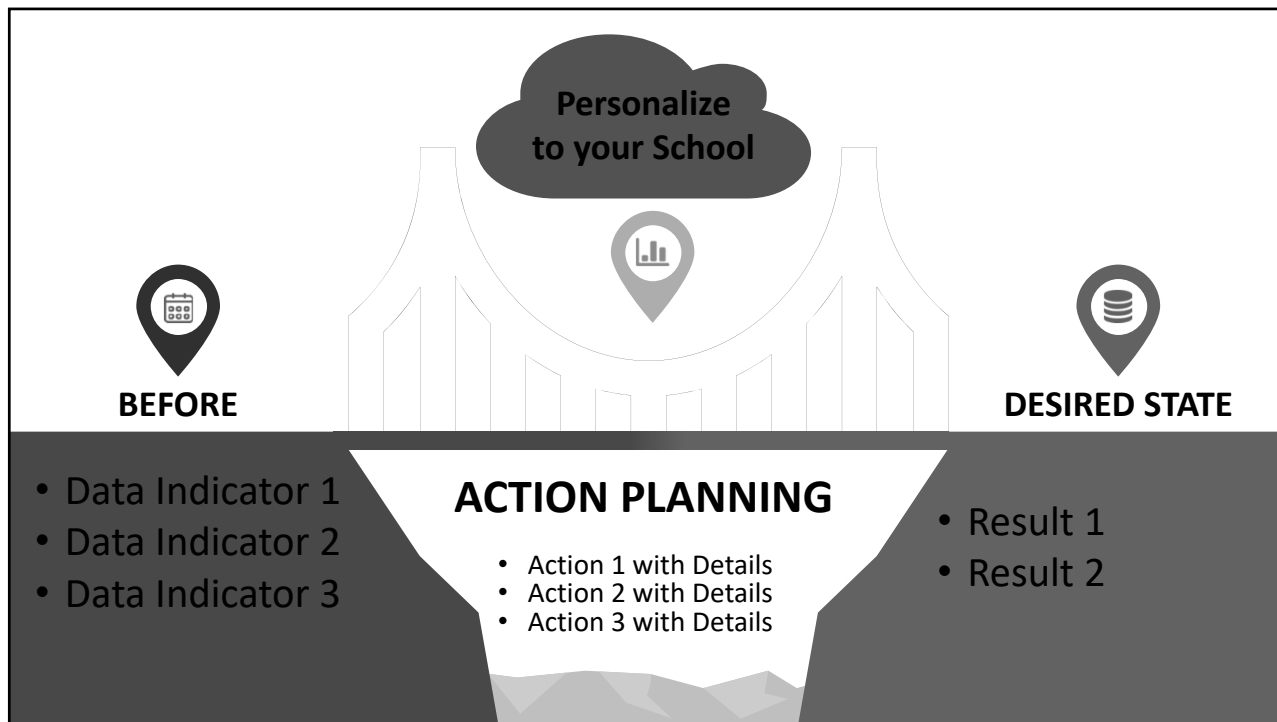 Personalize
to your School
BEFORE
DESIRED STATE
• Data Indicator 1
• Data Indicator 2
• Data Indicator 3
ACTION PLANNING
• Action 1 with Details
• Action 2 with Details
• Action 3 with Details
• Result 1
• Result 2